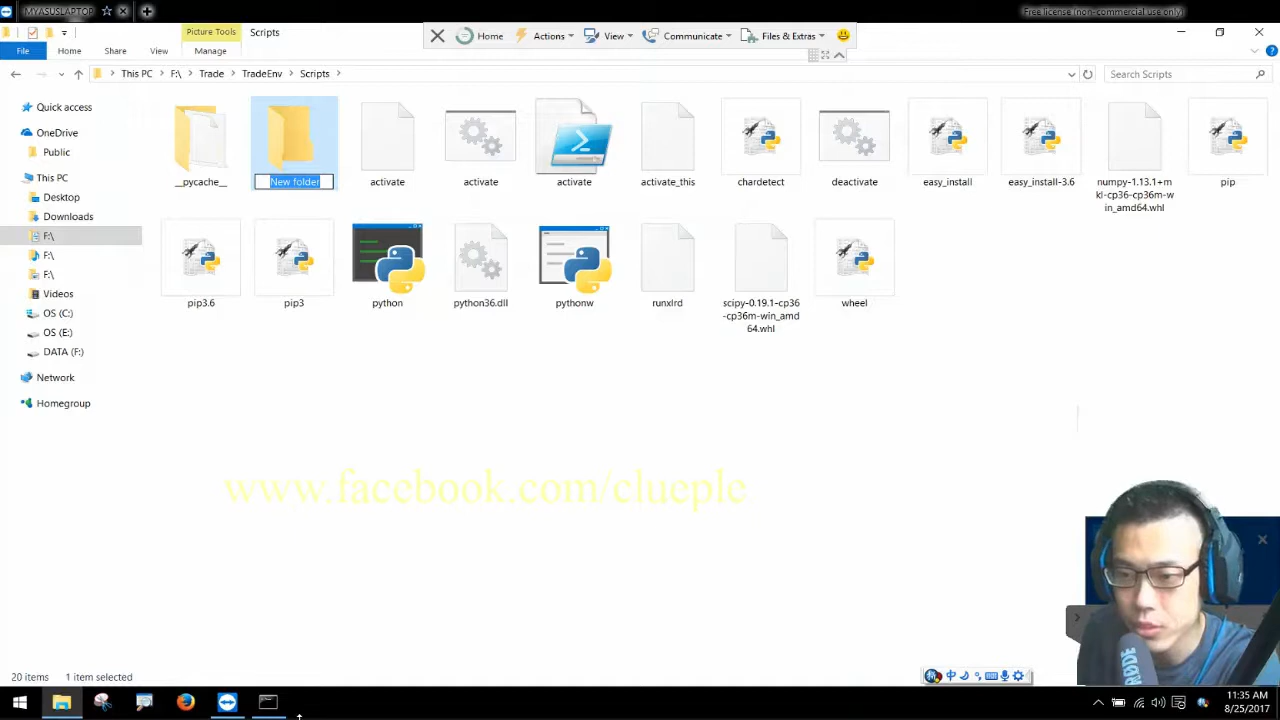 MYASUSLAPTOP
Free license (non-commercial use only)
Picture Tools
Scripts
File
Home
Share
View
Manage
Home
Actions
View
Communicate
Files & Extras
This PC
F:\
Trade
TradeEnv
Scripts
Search Scripts
Quick access
OneDrive
Public
This PC
Desktop
Downloads
F:\
F:\
F:\
Videos
OS (C:)
OS (E:)
DATA (F:)
Network
Homegroup
__pycache__
New folder
activate
activate
activate
activate_this
chardetect
deactivate
easy_install
easy_install-3.6
numpy-1.13.1+m
kl-cp36-cp36m-w
in_amd64.whl
pip
pip3.6
pip3
python
python36.dll
pythonw
runxlrd
scipy-0.19.1-cp36
-cp36m-win_amd
64.whl
wheel
www.facebook.com/clueple
RØDE
20 items
1 item selected
中
11:35 AM
8/25/2017